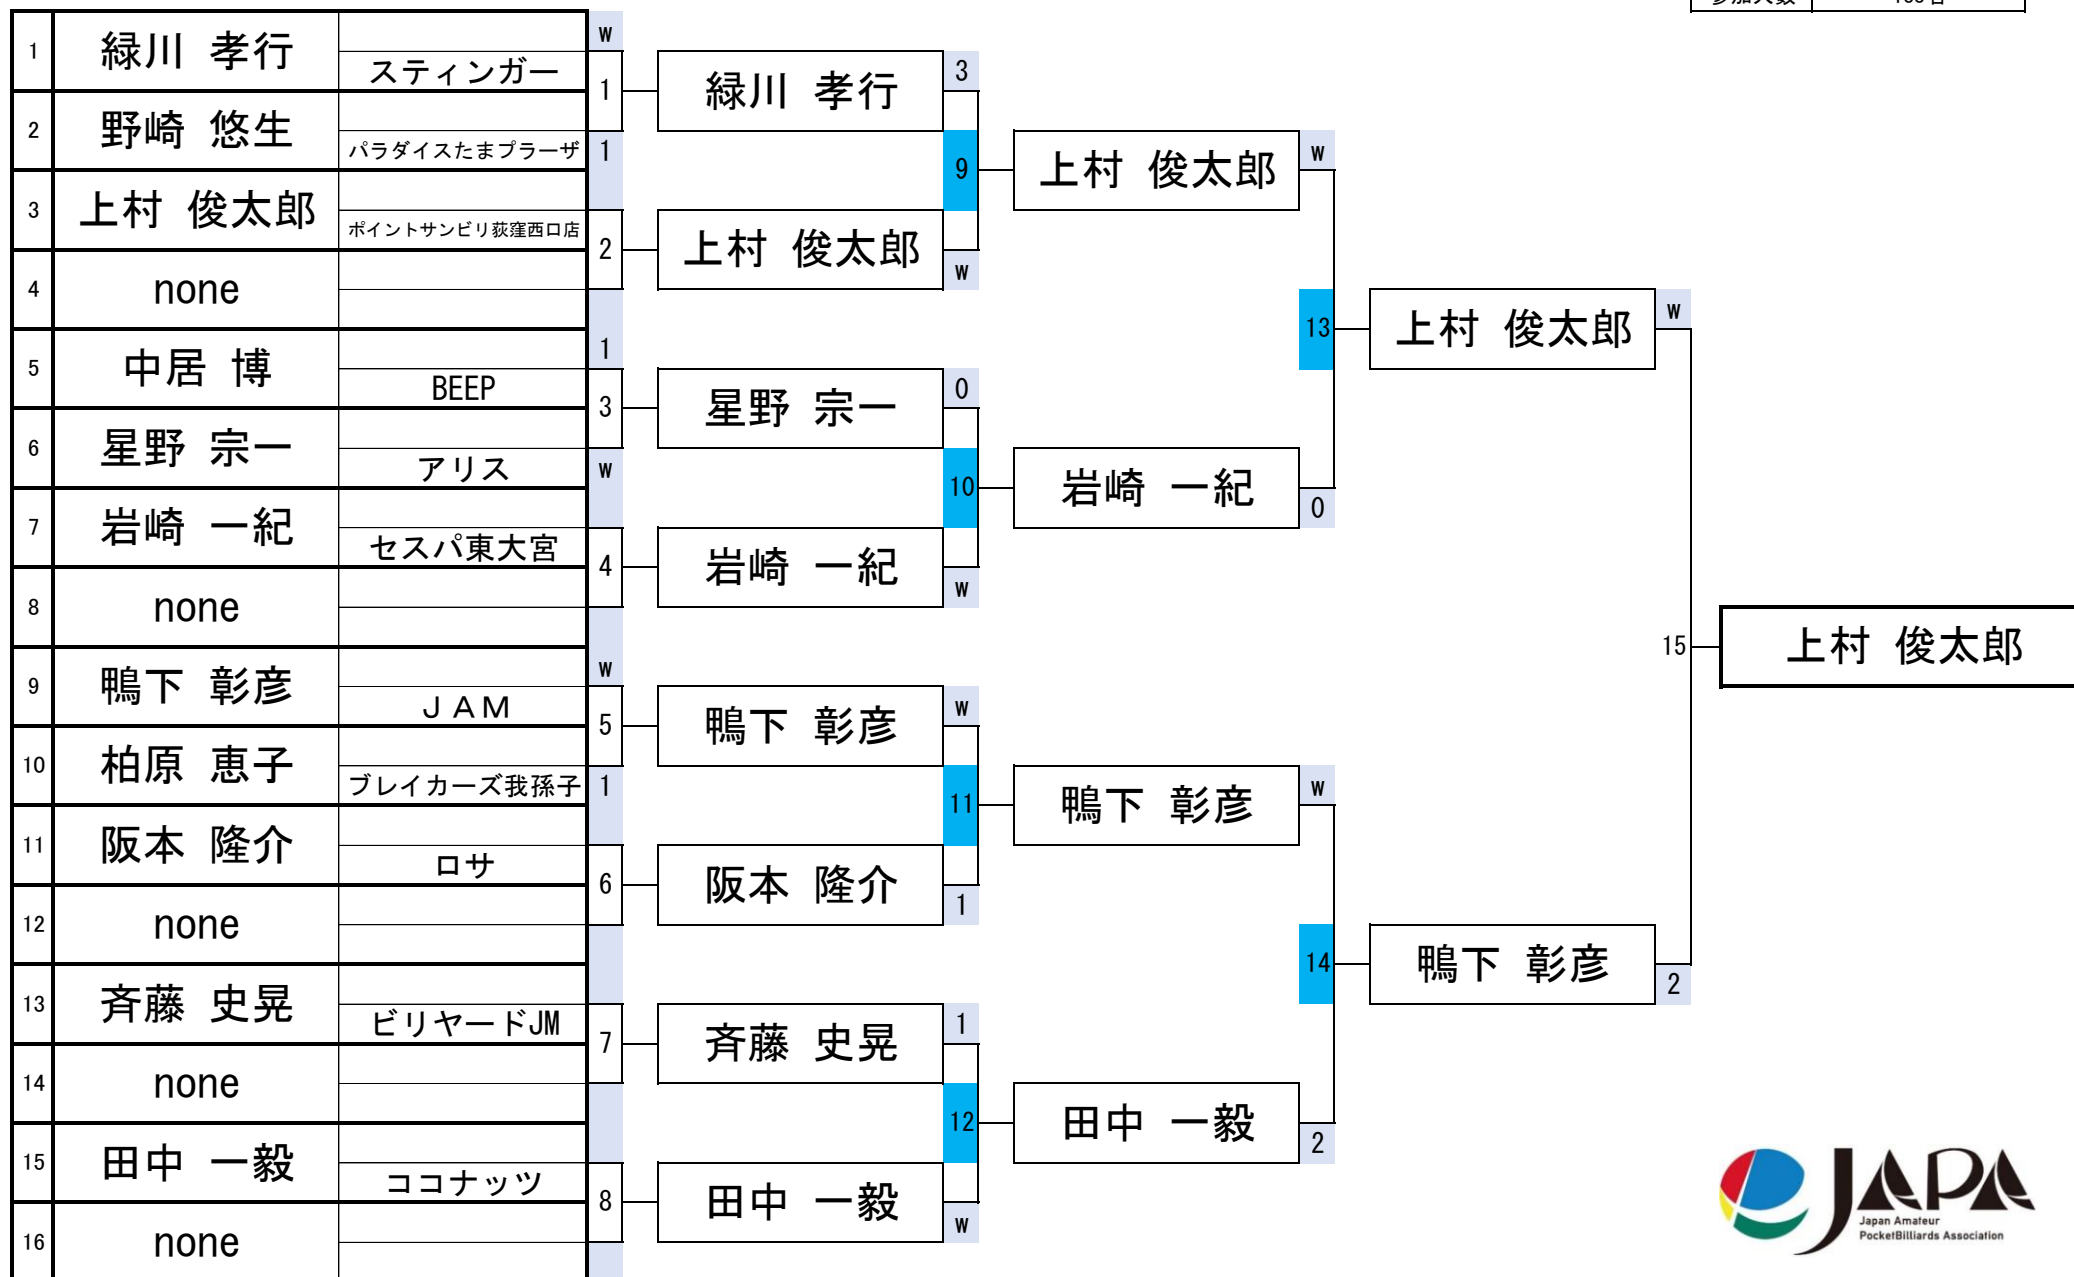 1
緑川 孝行
スティンガー
W
2
野崎 悠生
パラダイスたまプラーザ
1
1
3
上村 俊太郎
ポイントサンビリ荻窪西口店
2
4
none
5
中居 博
BEEP
1
3
6
星野 宗一
アリス
W
7
岩崎 一紀
セスパ東大宮
4
8
none
9
鴨下 彰彦
JAM
W
5
10
柏原 恵子
ブレイカーズ我孫子
1
11
阪本 隆介
ロサ
6
12
none
13
斉藤 史晃
ビリヤードJM
7
14
none
15
田中 一毅
ココナッツ
8
16
none
緑川 孝行
3
9
上村 俊太郎
W
星野 宗一
0
10
岩崎 一紀
W
鴨下 彰彦
W
11
阪本 隆介
1
斉藤 史晃
1
12
田中 一毅
W
上村 俊太郎
W
13
岩崎 一紀
0
鴨下 彰彦
W
14
田中 一毅
2
上村 俊太郎
W
15
鴨下 彰彦
2
上村 俊太郎
JAPA
Japan Amateur
PocketBilliards Association